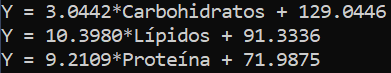 Y = 3.0442*Carbohidratos + 129.0446
Y = 10.3980*Lípidos + 91.3336
Y = 9.2109*Proteína + 71.9875